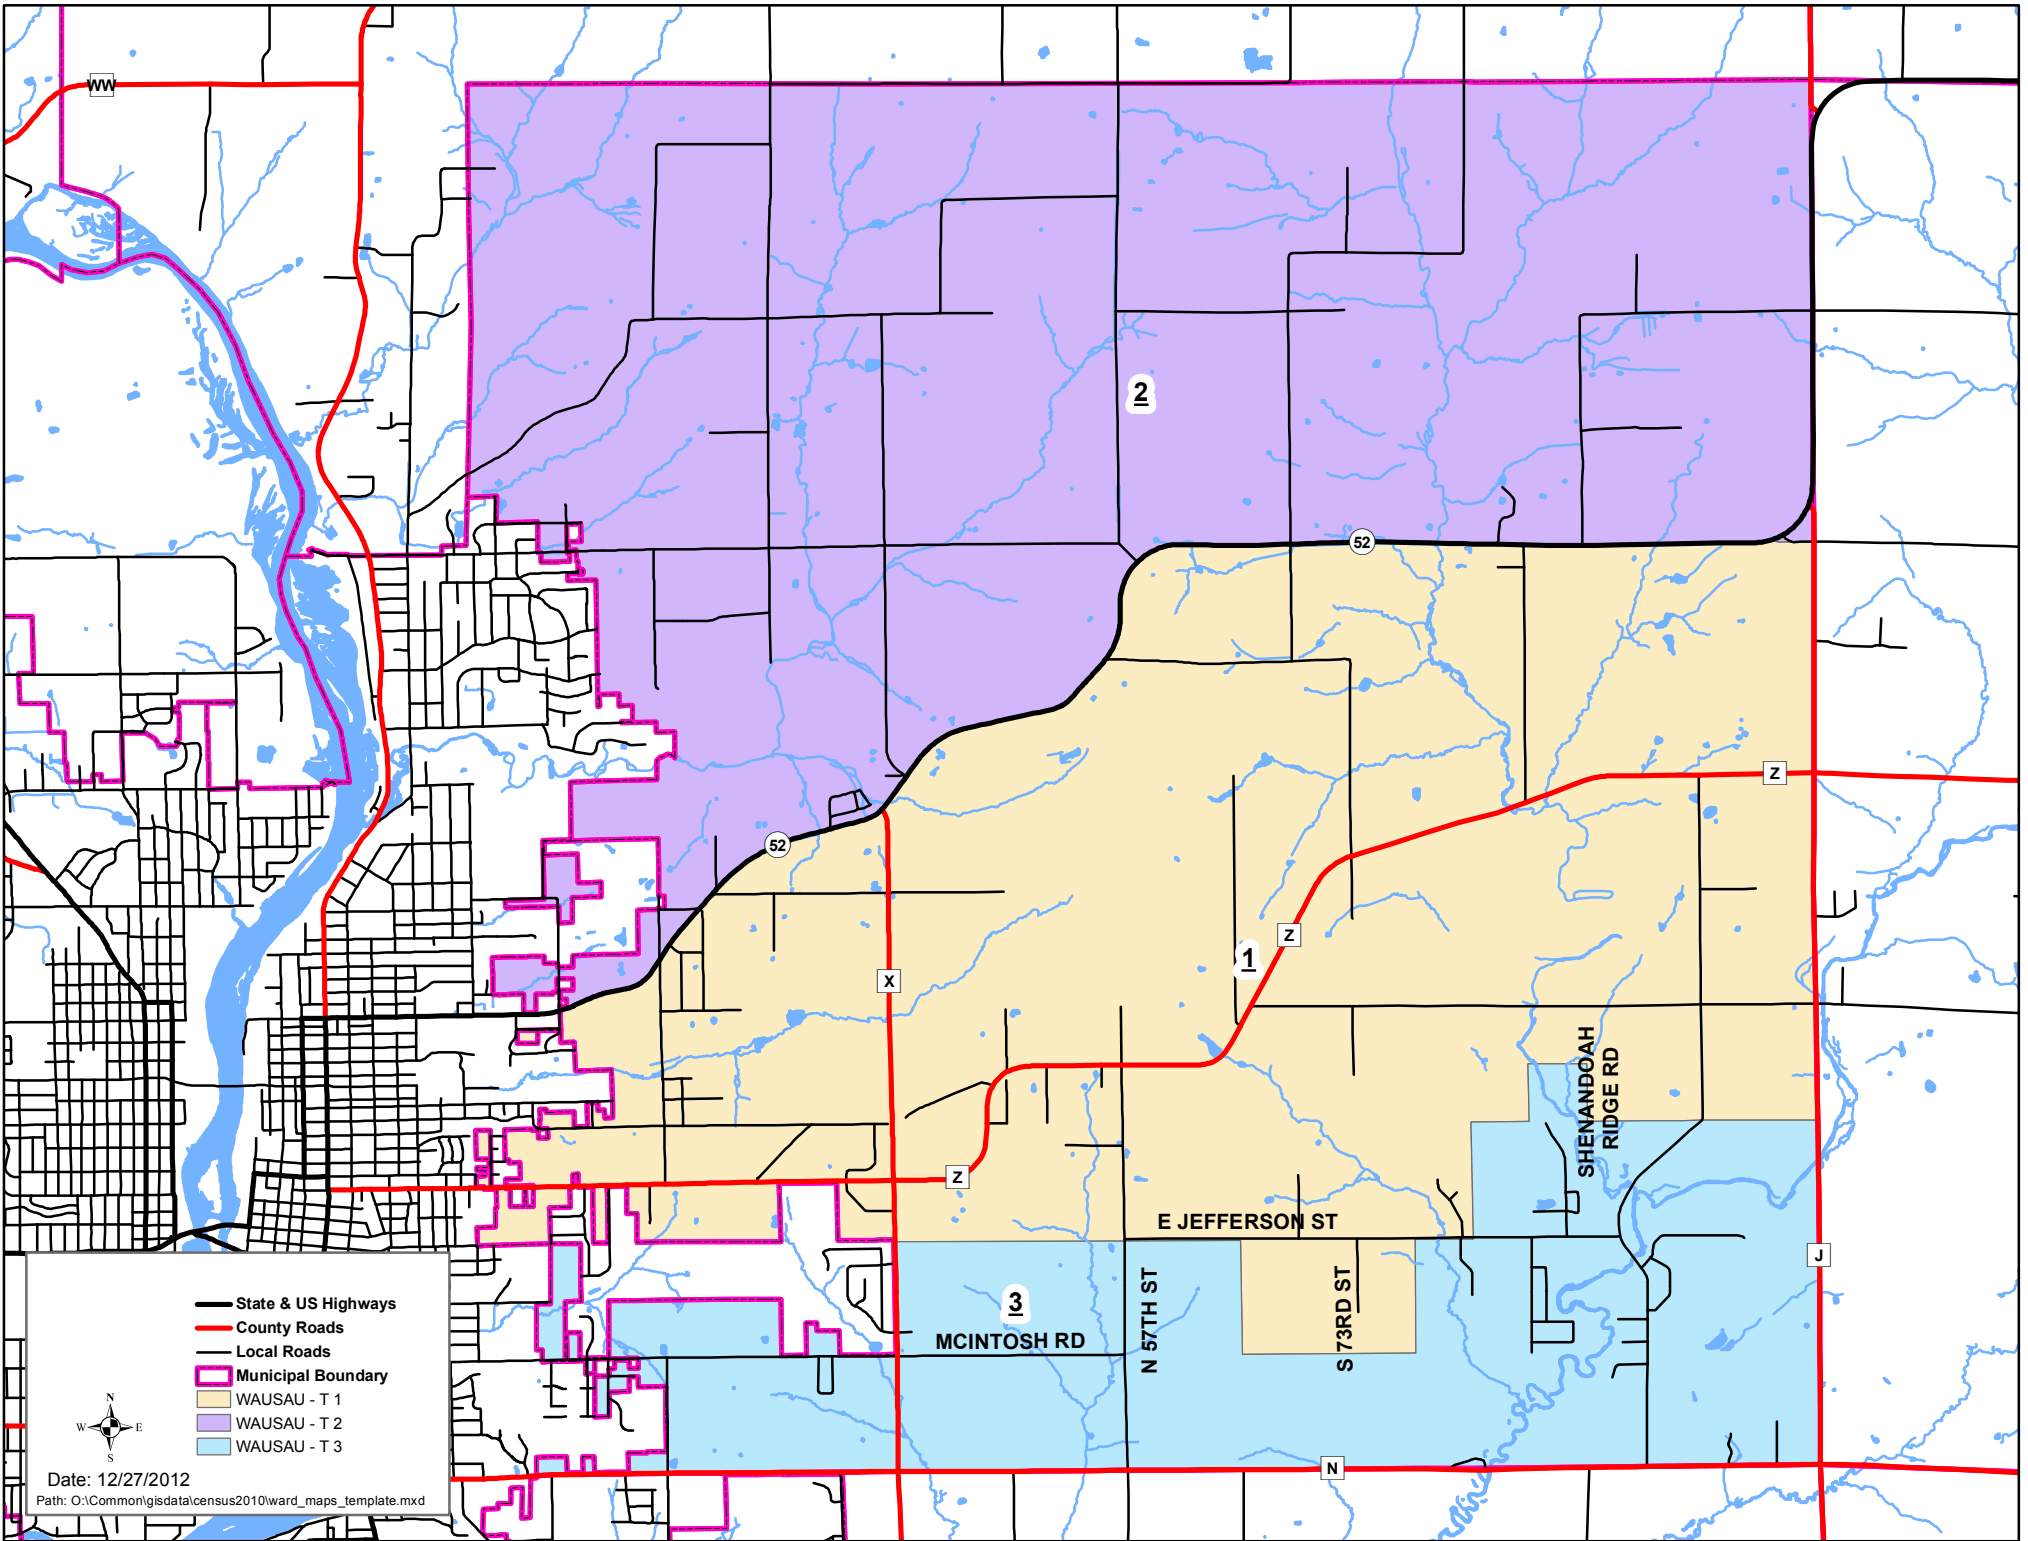 WW
2
52
Z
52
1
Z
X
SHENANDOAH
RIDGE RD
Z
E JEFFERSON ST
J
N 57TH ST
S 73RD ST
3
MCINTOSH RD
N
State & US Highways
County Roads
Local Roads
Municipal Boundary
WAUSAU - T 1
WAUSAU - T 2
WAUSAU - T 3
N
W E
S
Date: 12/27/2012
Path: O:\Common\gisdata\census2010\ward_maps_template.mxd